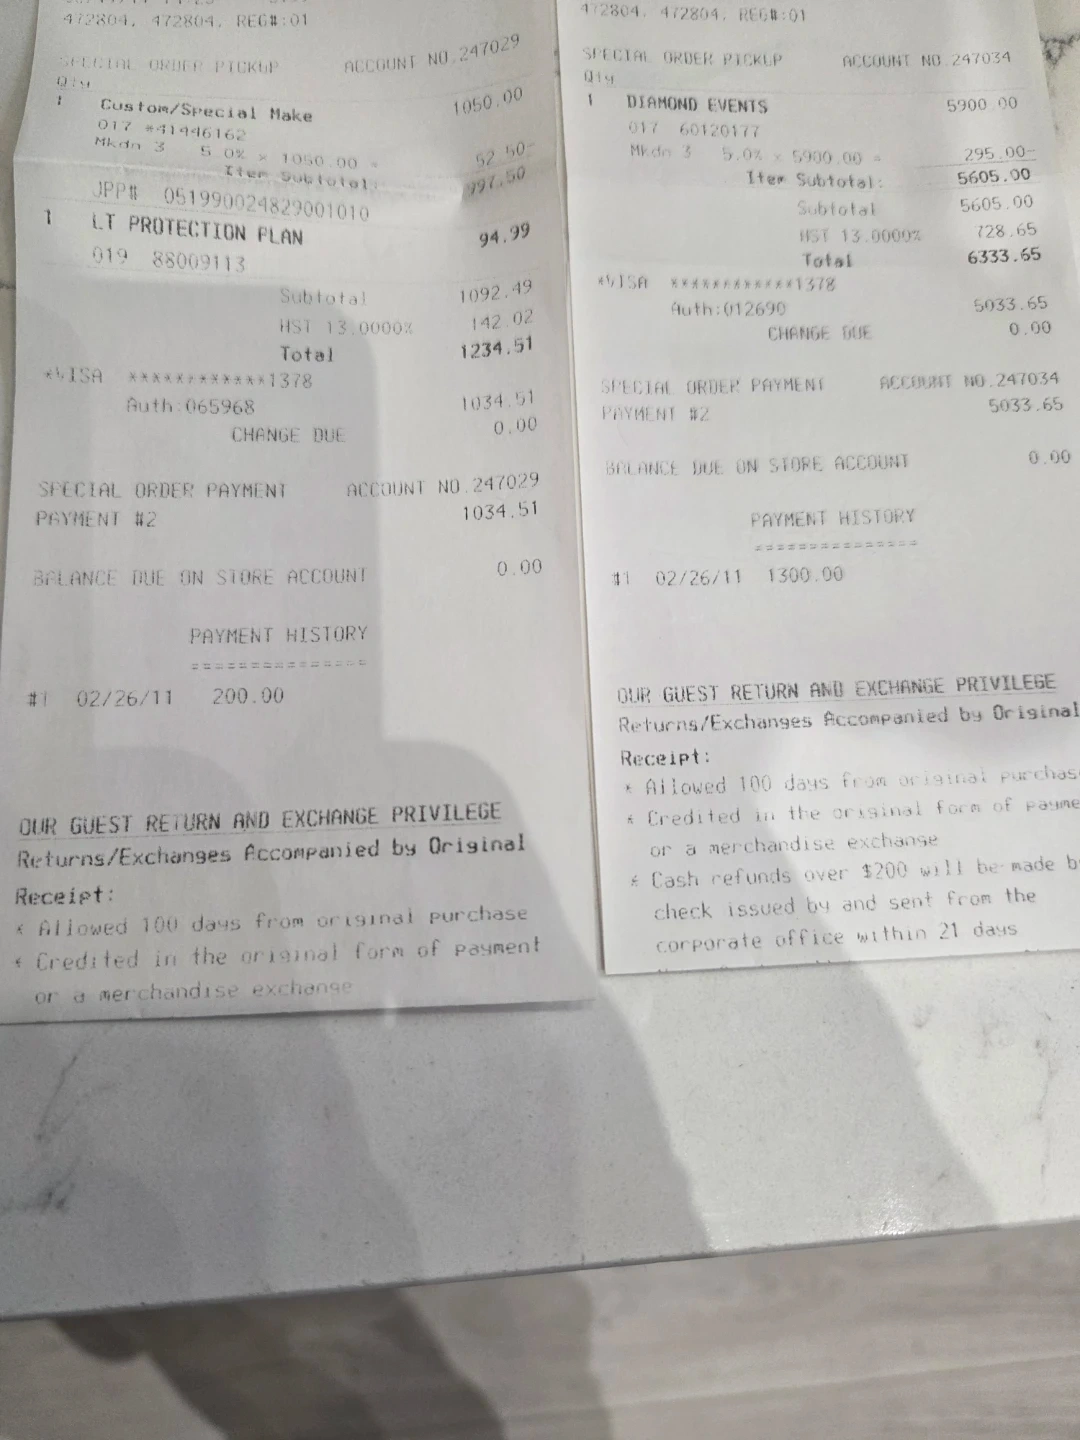 472804, 472804, REG#:01
SPECIAL ORDER PICKUP ACCOUNT NO.247029
Qty
1 Custom/Special Make 1050.00
017 *41446162
Mkdn 3 5.0% x 1050.00 = 52.50-
Item Subtotal: 997.50
JPP# 051990024829001010
1 LT PROTECTION PLAN 94.99
019 88009113
Subtotal 1092.49
HST 13.0000% 142.02
Total 1234.51
*VISA ************1378
Auth:065968 1034.51
CHANGE DUE 0.00
SPECIAL ORDER PAYMENT ACCOUNT NO.247029
PAYMENT #2 1034.51
BALANCE DUE ON STORE ACCOUNT 0.00
PAYMENT HISTORY
===============
#1 02/26/11 200.00
OUR GUEST RETURN AND EXCHANGE PRIVILEGE
Returns/Exchanges Accompanied by Original
Receipt:
* Allowed 100 days from original purchase
* Credited in the original form of payment
or a merchandise exchange
472804, 472804, REG#:01
SPECIAL ORDER PICKUP ACCOUNT NO.247034
Qty
1 DIAMOND EVENTS 5900.00
017 60120177
Mkdn 3 5.0% x 5900.00 = 295.00-
Item Subtotal: 5605.00
Subtotal 5605.00
HST 13.0000% 728.65
Total 6333.65
*VISA ************1378
Auth:012690 5033.65
CHANGE DUE 0.00
SPECIAL ORDER PAYMENT ACCOUNT NO.247034
PAYMENT #2 5033.65
BALANCE DUE ON STORE ACCOUNT 0.00
PAYMENT HISTORY
===============
#1 02/26/11 1300.00
OUR GUEST RETURN AND EXCHANGE PRIVILEGE
Returns/Exchanges Accompanied by Original
Receipt:
* Allowed 100 days from original purchas
* Credited in the original form of payme
or a merchandise exchange
* Cash refunds over $200 will be made b
check issued by and sent from the
corporate office within 21 days